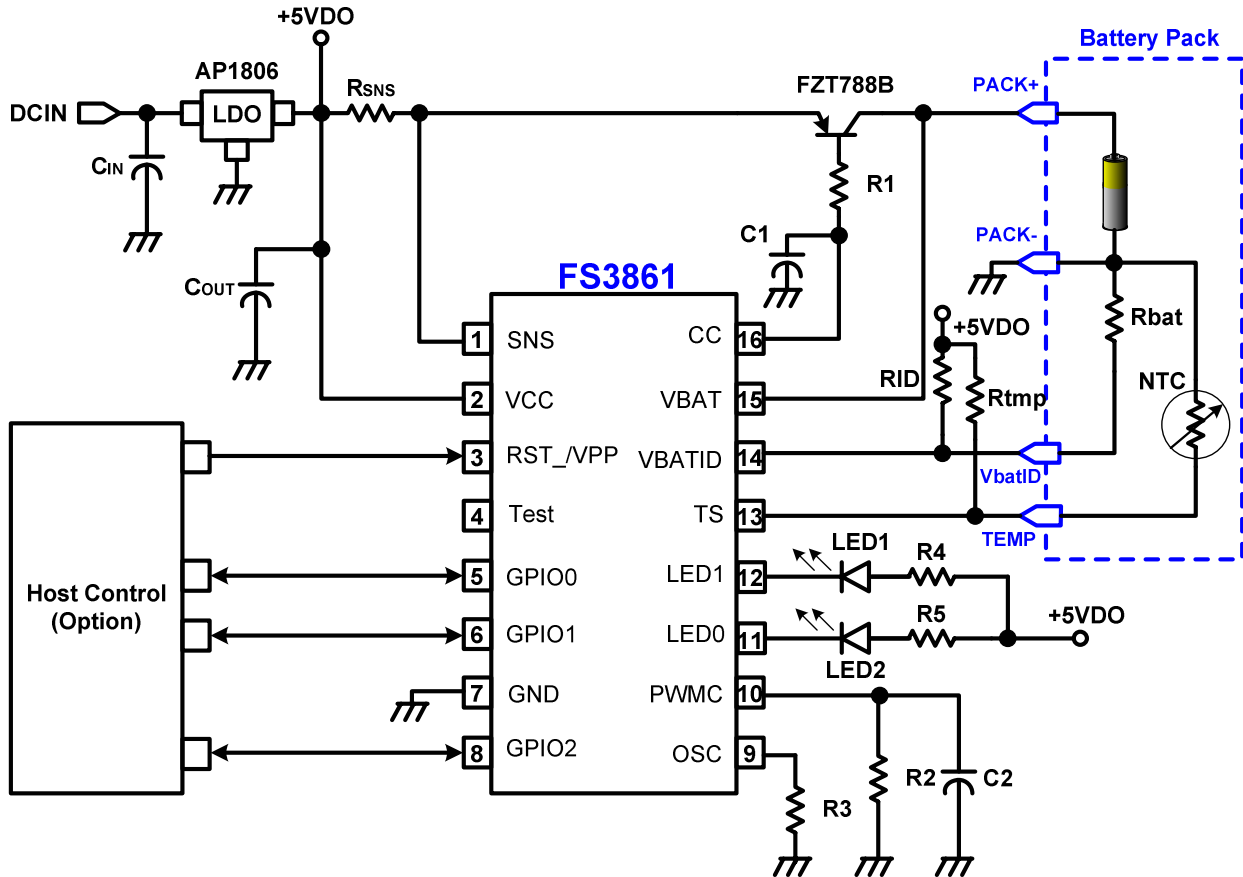 +5VDO
Battery Pack
AP1806
RSNS
FZT788B
PACK+
DCIN
LDO
CIN
R1
C1
PACK-
FS3861
COUT
Rbat
+5VDO
1
SNS
CC
16
RID
Rtmp
NTC
2
VCC
VBAT
15
3
RST_/VPP
VBATID
14
VbatID
4
Test
TS
13
TEMP
LED1
R4
5
GPIO0
LED1
12
Host Control
(Option)
R5
+5VDO
6
GPIO1
LED0
11
LED2
7
GND
PWMC
10
8
GPIO2
OSC
9
R2
C2
R3